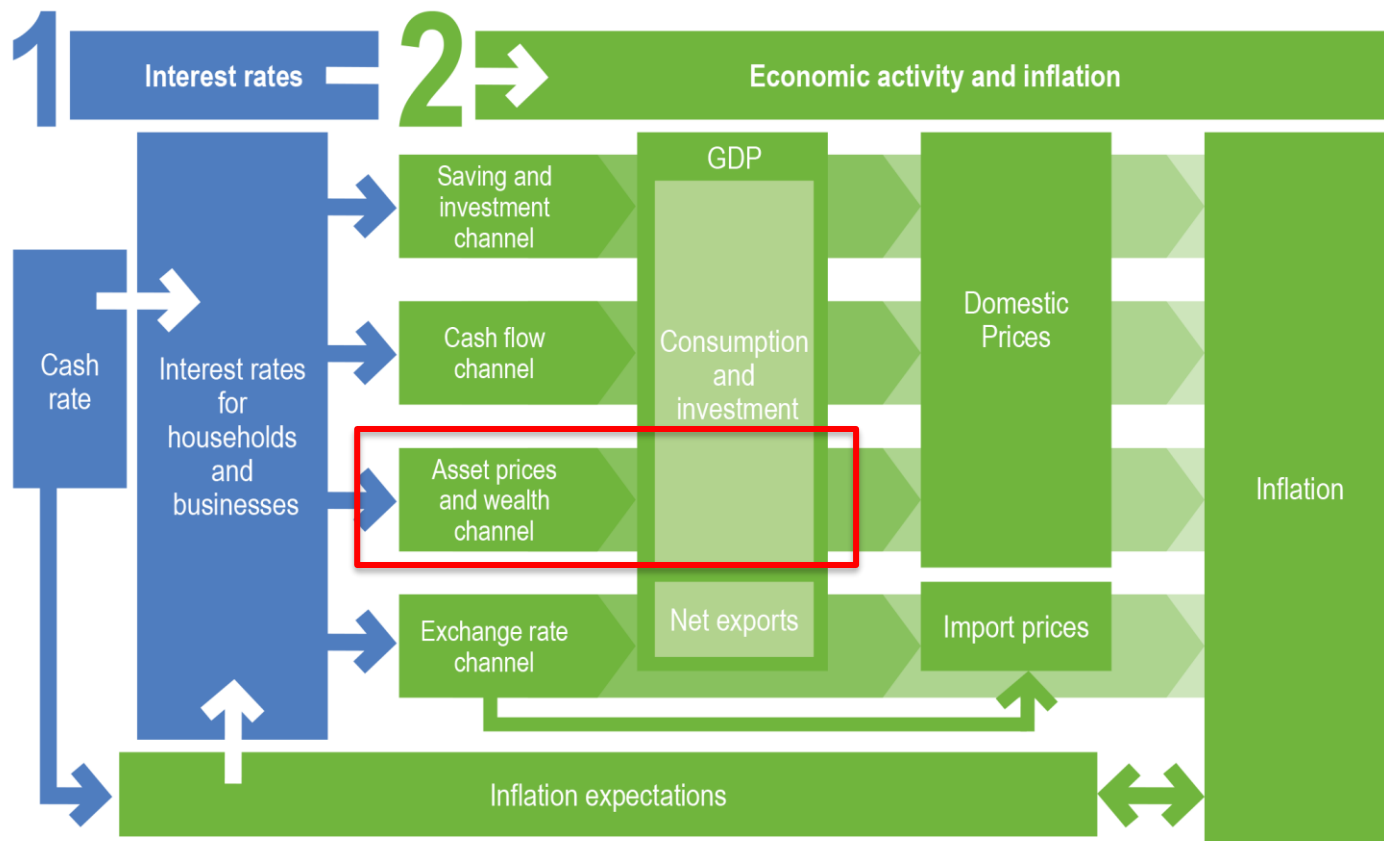 1
Interest rates
2
Economic activity and inflation
Cash
rate
Interest rates
for
households
and
businesses
Saving and
investment
channel
Cash flow
channel
Asset prices
and wealth
channel
Exchange rate
channel
GDP
Consumption
and
investment
Net exports
Domestic
Prices
Import prices
Inflation
Inflation expectations